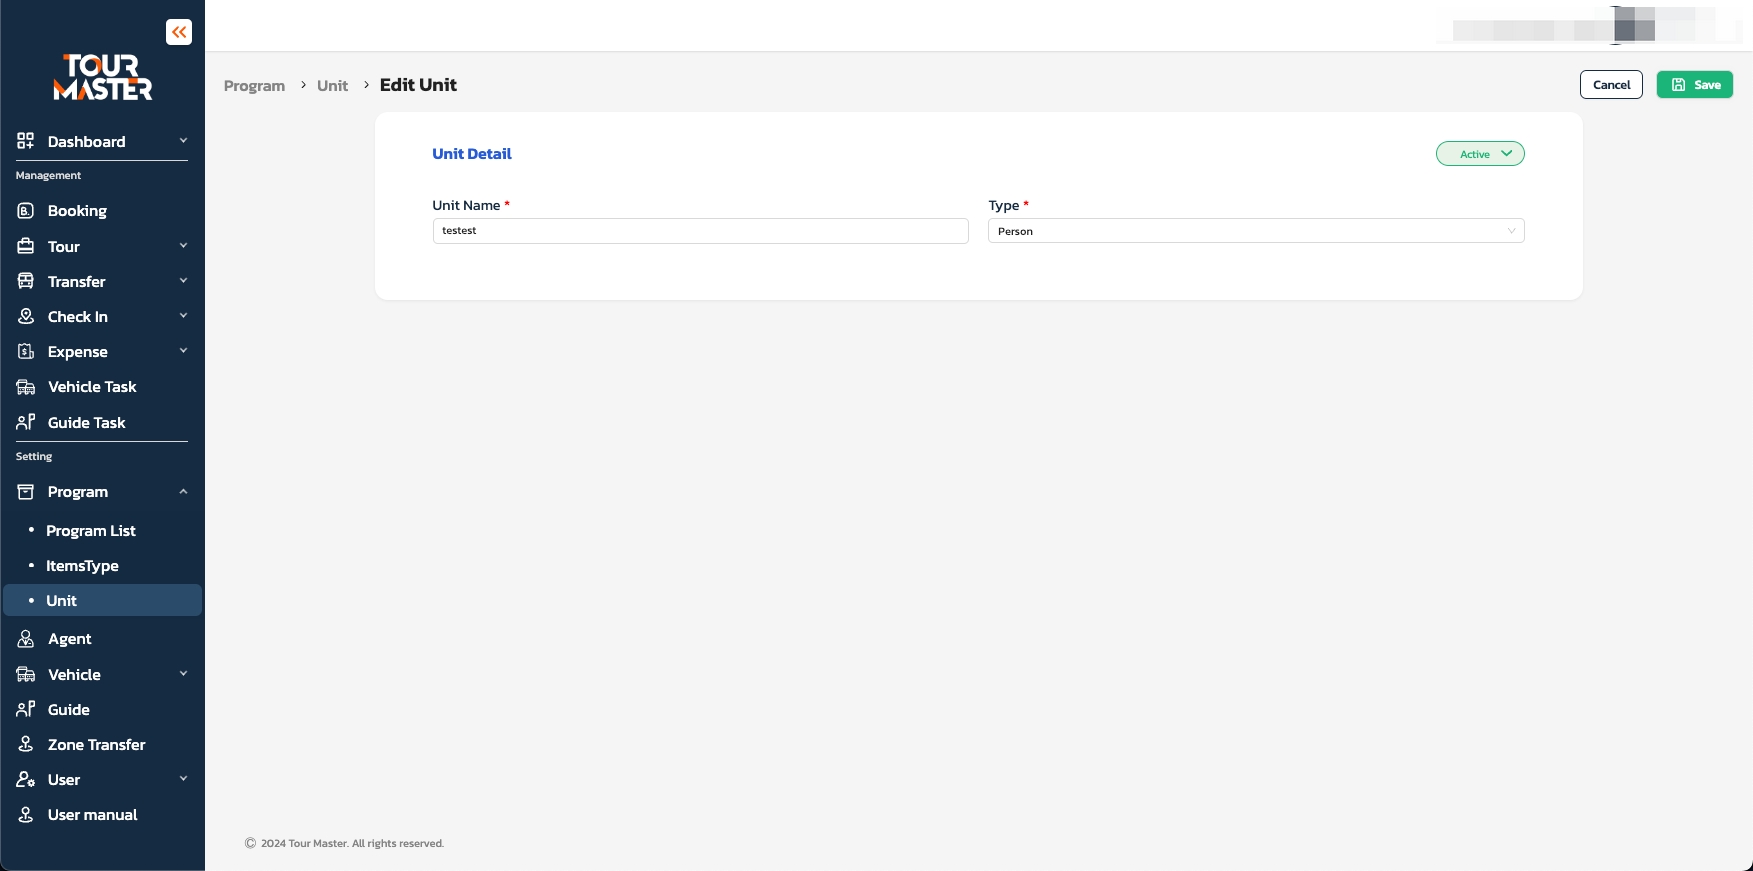 TOUR
MASTER
Dashboard
Management
Booking
Tour
Transfer
Check In
Expense
Vehicle Task
Guide Task
Setting
Program
Program List
ItemsType
Unit
Agent
Vehicle
Guide
Zone Transfer
User
User manual
Program > Unit > Edit Unit
Cancel
Save
Unit Detail
Active
Unit Name *
testest
Type *
Person
© 2024 Tour Master. All rights reserved.